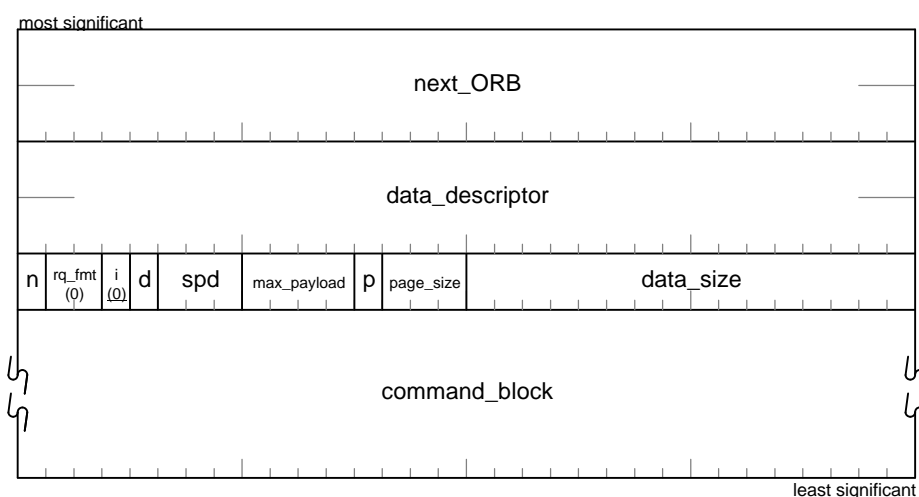 most significant
next_ORB
data_descriptor
n rq_fmt (0) i (0) d spd max_payload p page_size data_size
command_block
least significant